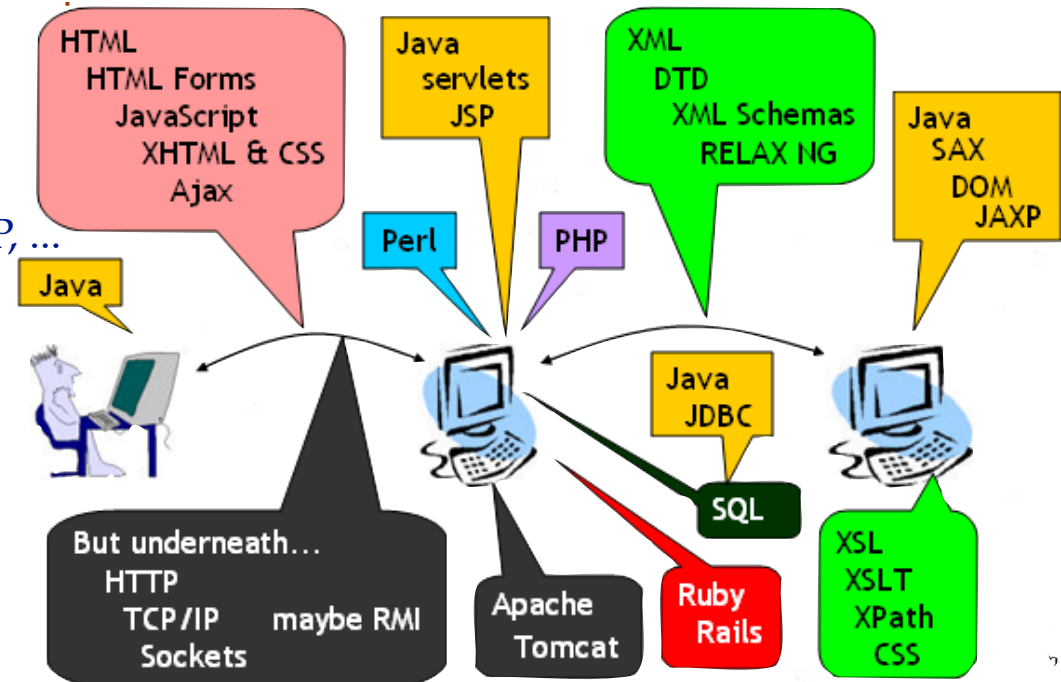 HTML
HTML Forms
JavaScript
XHTML & CSS
Ajax
Java
servlets
JSP
XML
DTD
XML Schemas
RELAX NG
Java
SAX
DOM
JAXP
P, ...
Perl
PHP
Java
Java
JDBC
SQL
But underneath...
HTTP
TCP/IP maybe RMI
Sockets
Apache
Tomcat
Ruby
Rails
XSL
XSLT
XPath
CSS